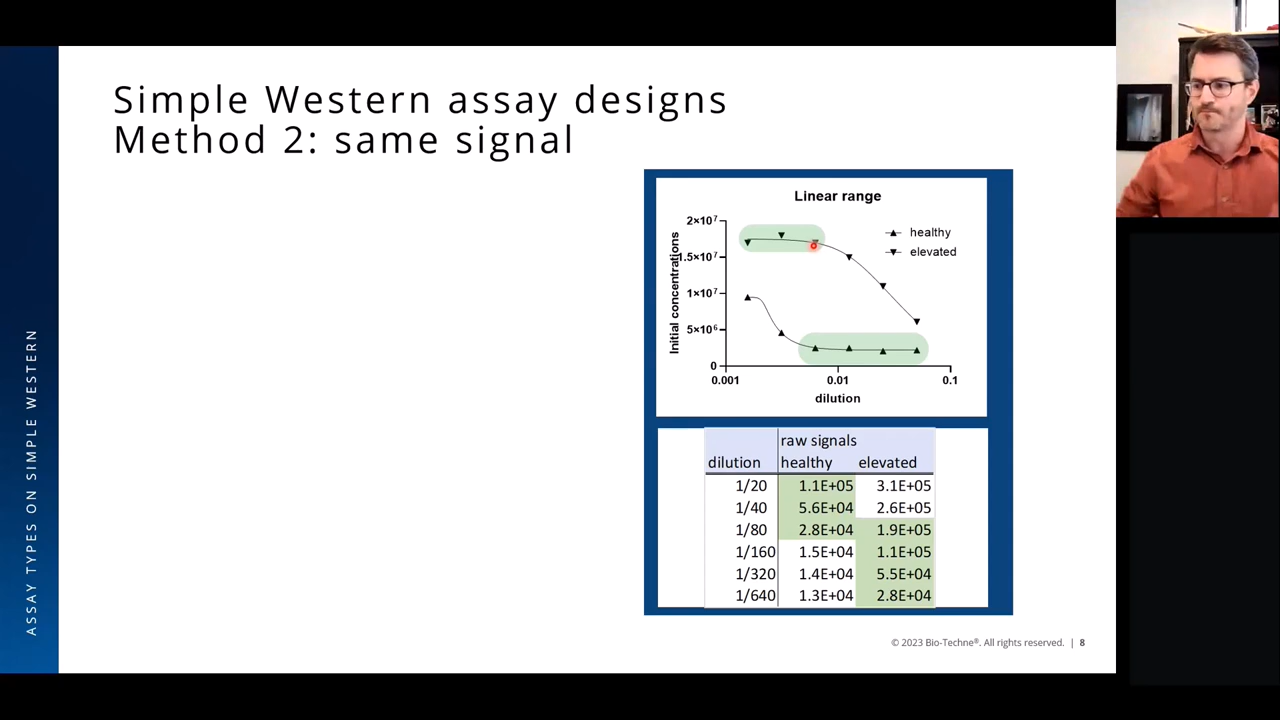 Simple Western assay designs
Method 2: same signal
ASSAY TYPES ON SIMPLE WESTERN
Linear range
Initial concentrations
2×10⁷
1.5×10⁷
1×10⁷
5×10⁶
0
0.001
0.01
0.1
dilution
healthy
elevated
raw signals
dilution healthy elevated
1/20 1.1E+05 3.1E+05
1/40 5.6E+04 2.6E+05
1/80 2.8E+04 1.9E+05
1/160 1.5E+04 1.1E+05
1/320 1.4E+04 5.5E+04
1/640 1.3E+04 2.8E+04
© 2023 Bio-Techne®. All rights reserved. | 8